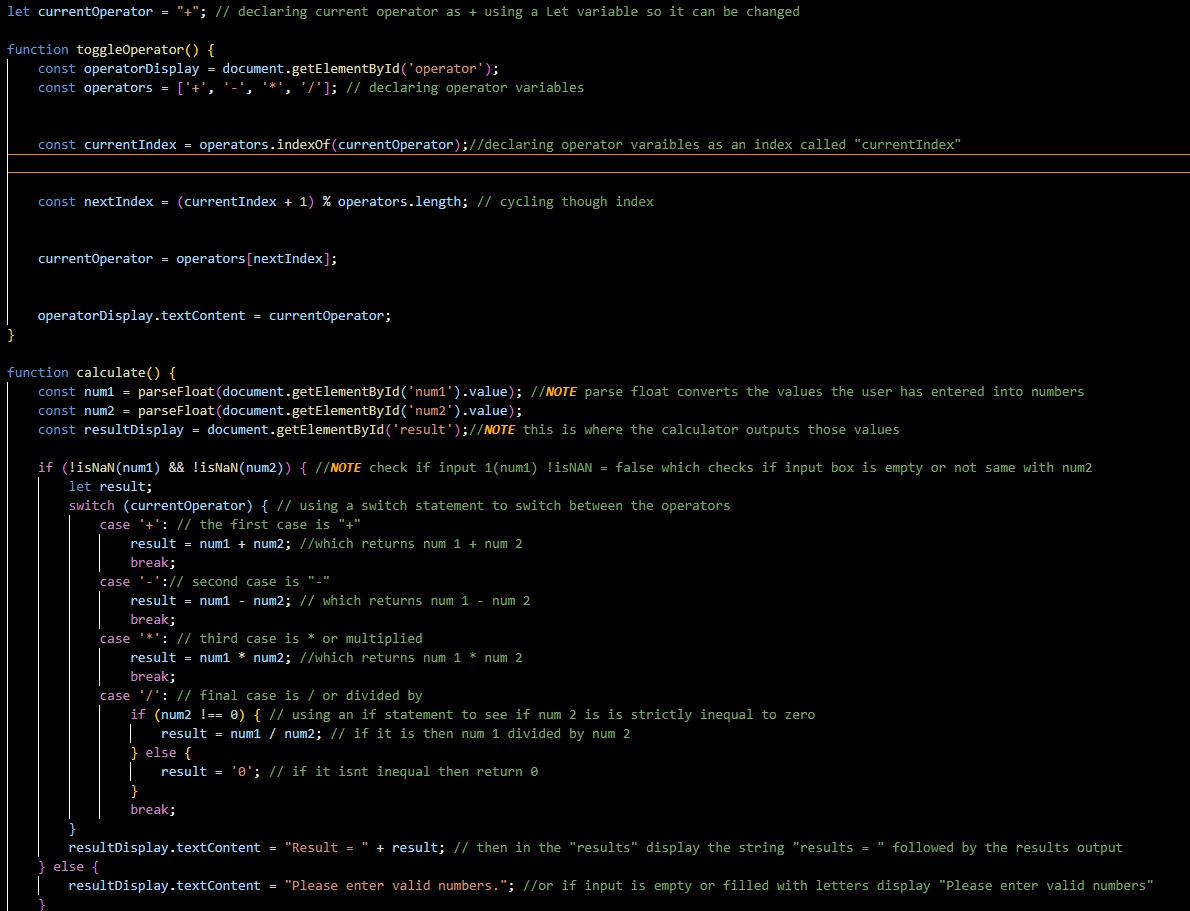 let currentOperator = "+"; // declaring current operator as + using a Let variable so it can be changed
function toggleOperator() {
const operatorDisplay = document.getElementById('operator');
const operators = ['+', '-', '*', '/']; // declaring operator variables
const currentIndex = operators.indexOf(currentOperator);//declaring operator varaibles as an index called "currentIndex"
const nextIndex = (currentIndex + 1) % operators.length; // cycling though index
currentOperator = operators[nextIndex];
operatorDisplay.textContent = currentOperator;
}
function calculate() {
const num1 = parseFloat(document.getElementById('num1').value); //NOTE parse float converts the values the user has entered into numbers
const num2 = parseFloat(document.getElementById('num2').value);
const resultDisplay = document.getElementById('result');//NOTE this is where the calculator outputs those values
if (!isNaN(num1) && !isNaN(num2)) { //NOTE check if input 1(num1) !isNAN = false which checks if input box is empty or not same with num2
let result;
switch (currentOperator) { // using a switch statement to switch between the operators
case '+': // the first case is "+"
result = num1 + num2; //which returns num 1 + num 2
break;
case '-':// second case is "-"
result = num1 - num2; // which returns num 1 - num 2
break;
case '*': // third case is * or multiplied
result = num1 * num2; //which returns num 1 * num 2
break;
case '/': // final case is / or divided by
if (num2 !== 0) { // using an if statement to see if num 2 is is strictly inequal to zero
result = num1 / num2; // if it is then num 1 divided by num 2
} else {
result = '0'; // if it isnt inequal then return 0
}
break;
}
resultDisplay.textContent = "Result = " + result; // then in the "results" display the string "results = " followed by the results output
} else {
resultDisplay.textContent = "Please enter valid numbers."; //or if input is empty or filled with letters display "Please enter valid numbers"
}